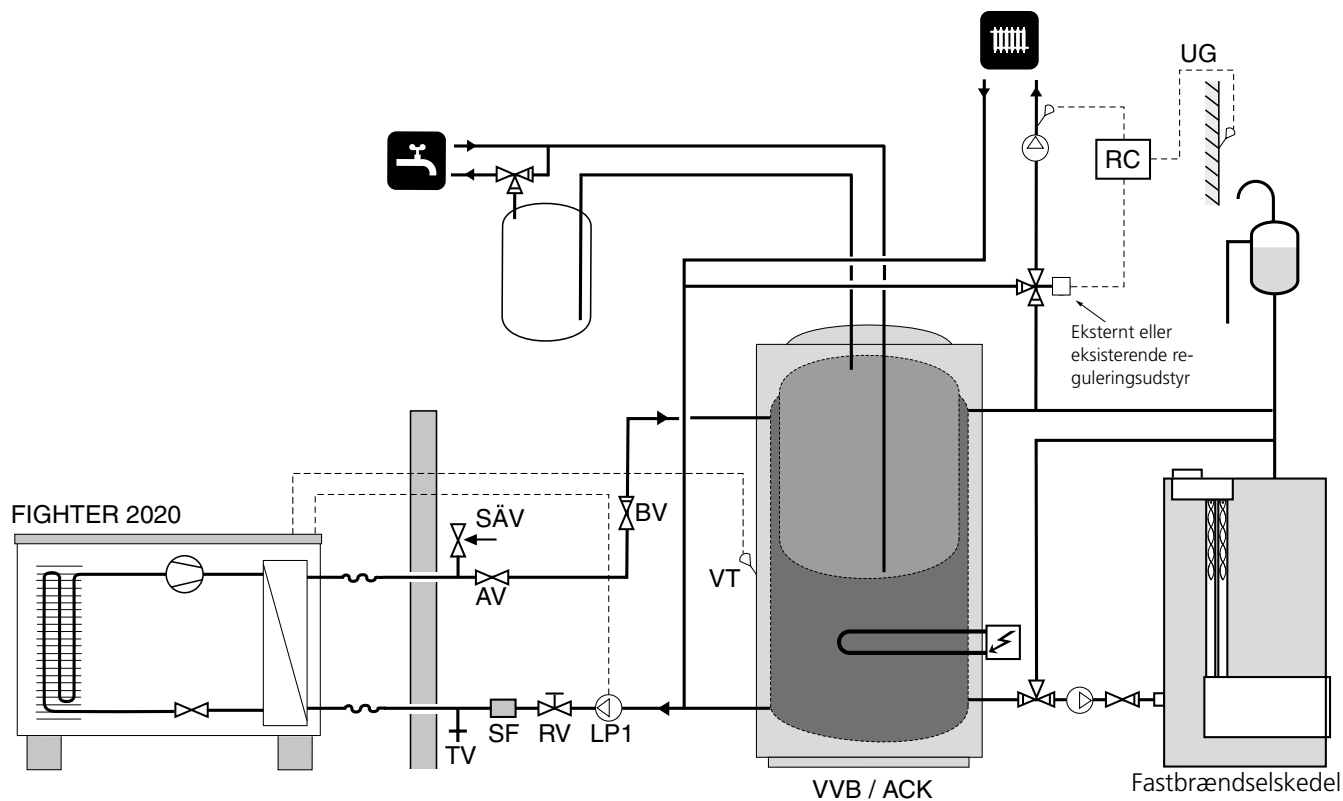 UG
RC
Eksternt eller
eksisterende re-
guleringsudstyr
FIGHTER 2020
SÄV
BV
AV
VT
TV
SF
RV
LP1
VVB / ACK
Fastbrændselskedel